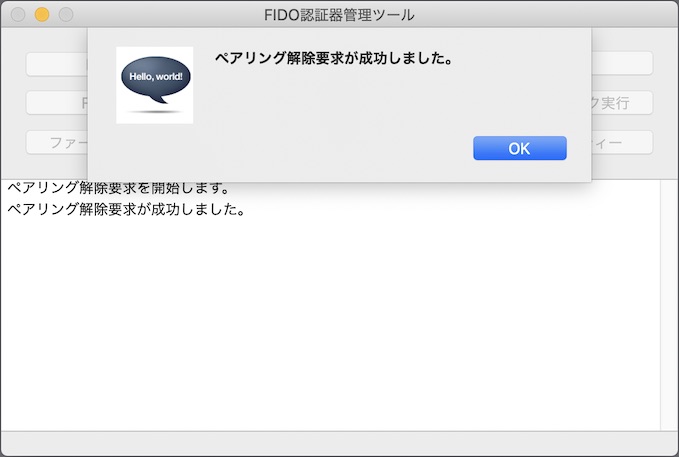 FIDO認証器管理ツール
Hello, world!
ペアリング解除要求が成功しました。
OK
ク実行
ファー
ィー
ペアリング解除要求を開始します。
ペアリング解除要求が成功しました。